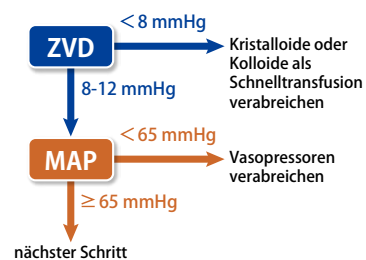 < 8 mmHg
ZVD
Kristalloide oder
Kolloide als
Schnelltransfusion
verabreichen
8-12 mmHg
< 65 mmHg
MAP
Vasopressoren
verabreichen
≥ 65 mmHg
nächster Schritt